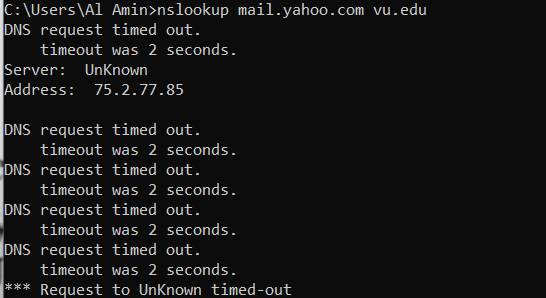 C:\Users\Al Amin>nslookup mail.yahoo.com vu.edu
DNS request timed out.
    timeout was 2 seconds.
Server:  UnKnown
Address:  75.2.77.85

DNS request timed out.
    timeout was 2 seconds.
DNS request timed out.
    timeout was 2 seconds.
DNS request timed out.
    timeout was 2 seconds.
DNS request timed out.
    timeout was 2 seconds.
*** Request to UnKnown timed-out